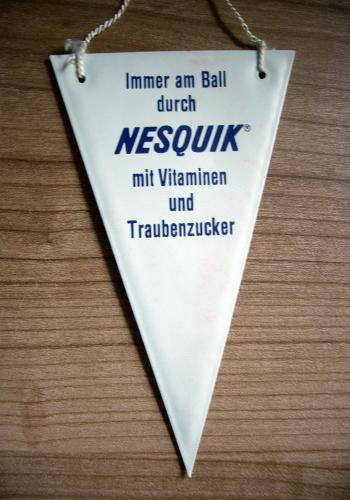 Immer am Ball
durch
NESQUIK®
mit Vitaminen
und
Traubenzucker